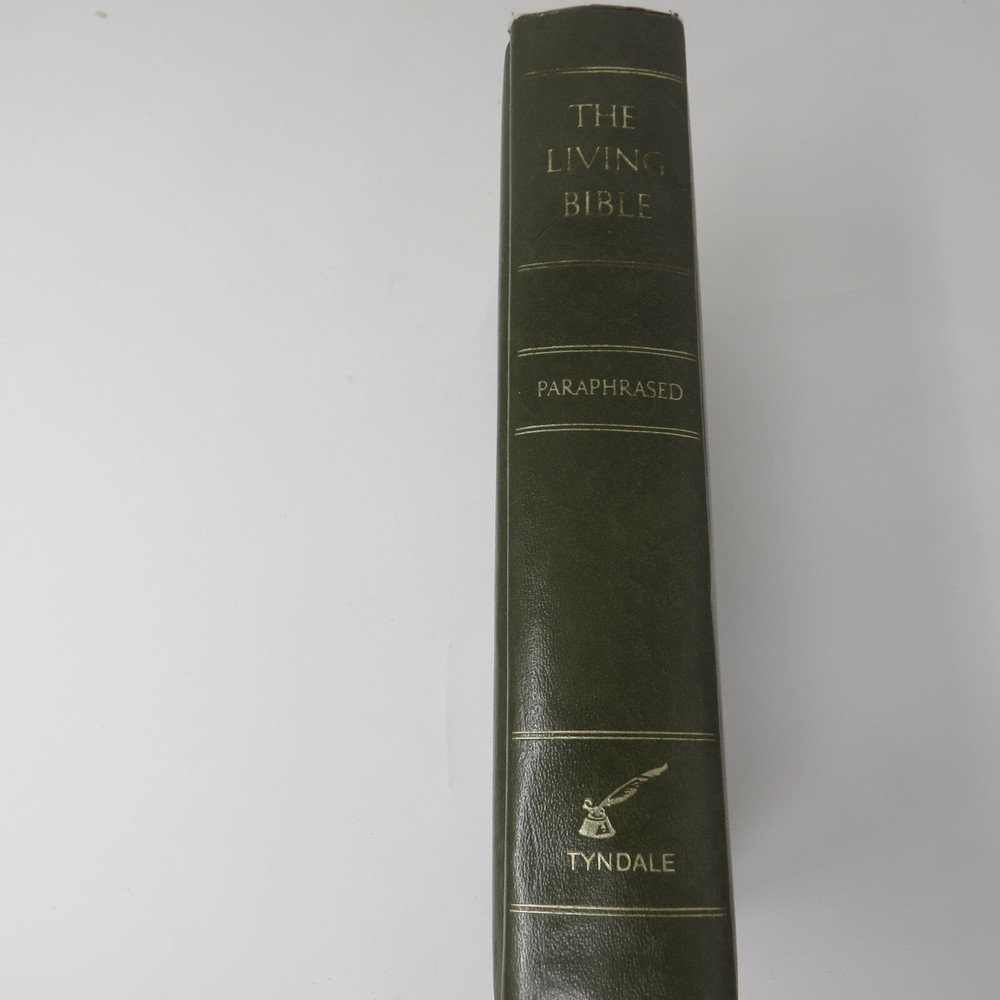 THE
LIVING
BIBLE
PARAPHRASED
TYNDALE